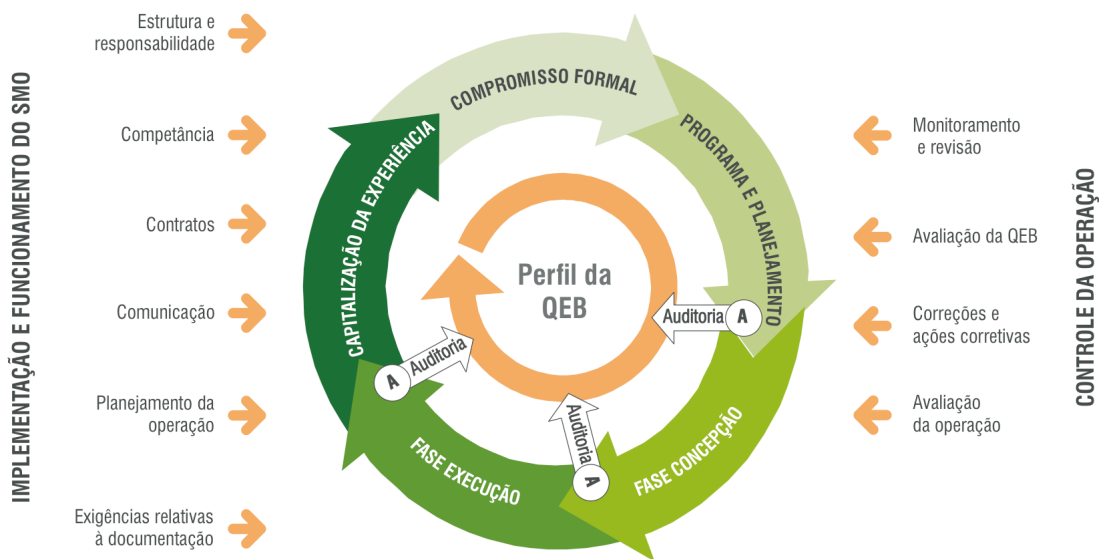 IMPLEMENTAÇÃO E FUNCIONAMENTO DO SMO
Estrutura e
responsabilidade
Competância
Contratos
Comunicação
Planejamento da
operação
Exigências relativas
à documentação
COMPROMISSO FORMAL
PROGRAMA E PLANEJAMENTO
FASE CONCEPÇÃO
FASE EXECUÇÃO
CAPITALIZAÇÃO DA EXPERIÊNCIA
Perfil da
QEB
Auditoria A
A Auditoria
Auditoria A
Monitoramento
e revisão
Avaliação da QEB
Correções e
ações corretivas
Avaliação
da operação
CONTROLE DA OPERAÇÃO